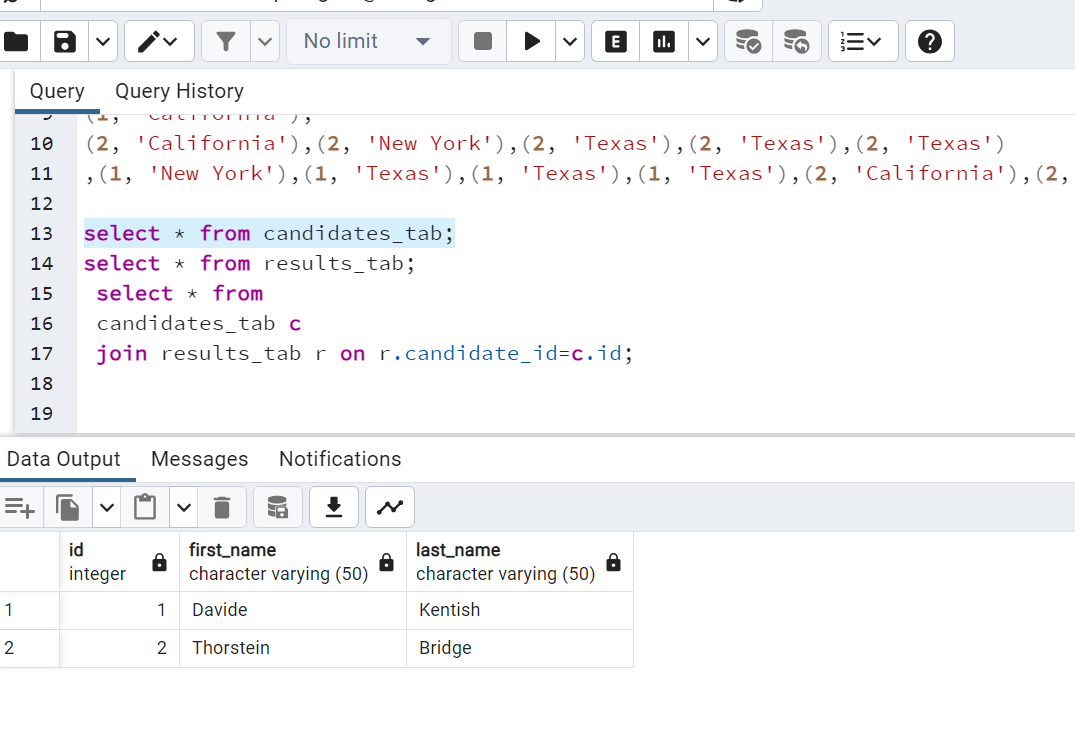 No limit
E
Query Query History
9 (1, 'California'),
10 (2, 'California'),(2, 'New York'),(2, 'Texas'),(2, 'Texas'),(2, 'Texas')
11 ,(1, 'New York'),(1, 'Texas'),(1, 'Texas'),(1, 'Texas'),(2, 'California'),(2,
12
13 select * from candidates_tab;
14 select * from results_tab;
15 select * from
16 candidates_tab c
17 join results_tab r on r.candidate_id=c.id;
18
19
Data Output Messages Notifications
id first_name last_name
integer character varying (50) character varying (50)
1 1 Davide Kentish
2 2 Thorstein Bridge